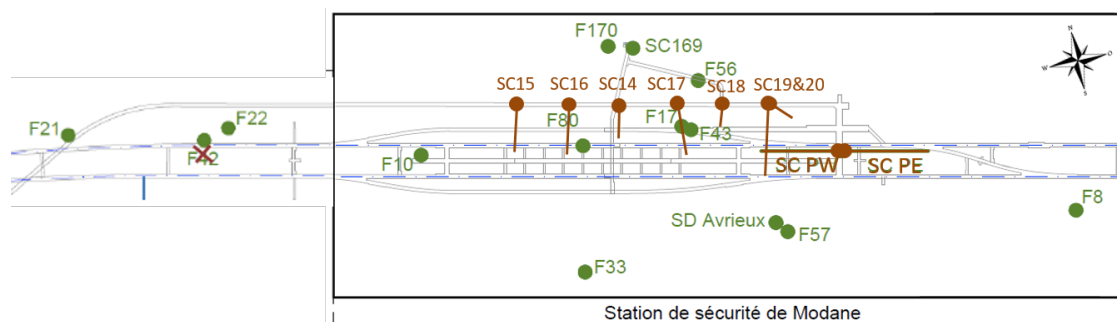 F170
SC169
N
O
W
S
F56
SC15
SC16
SC14
SC17
SC18
SC19&20
F21
F22
F42
F80
F17
F43
F10
SC PW
SC PE
F8
SD Avrieux
F57
F33
Station de sécurité de Modane